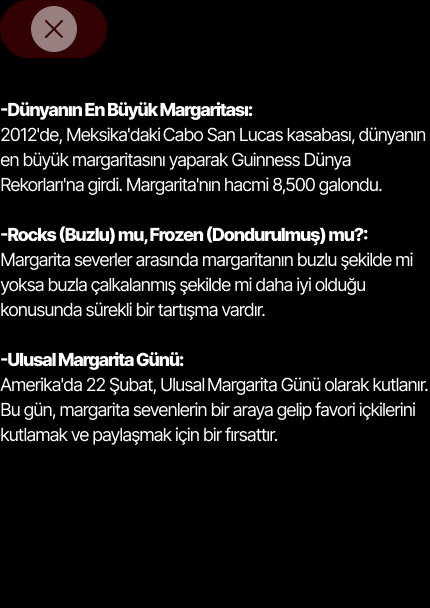 -Dünyanın En Büyük Margaritası:
2012'de, Meksika'daki Cabo San Lucas kasabası, dünyanın
en büyük margaritasını yaparak Guinness Dünya
Rekorları'na girdi. Margarita'nın hacmi 8,500 galondu.
-Rocks (Buzlu) mu, Frozen (Dondurulmuş) mu?:
Margarita severler arasında margaritanın buzlu şekilde mi
yoksa buzla çalkalanmış şekilde mi daha iyi olduğu
konusunda sürekli bir tartışma vardır.
-Ulusal Margarita Günü:
Amerika'da 22 Şubat, Ulusal Margarita Günü olarak kutlanır.
Bu gün, margarita sevenlerin bir araya gelip favori içkilerini
kutlamak ve paylaşmak için bir fırsattır.